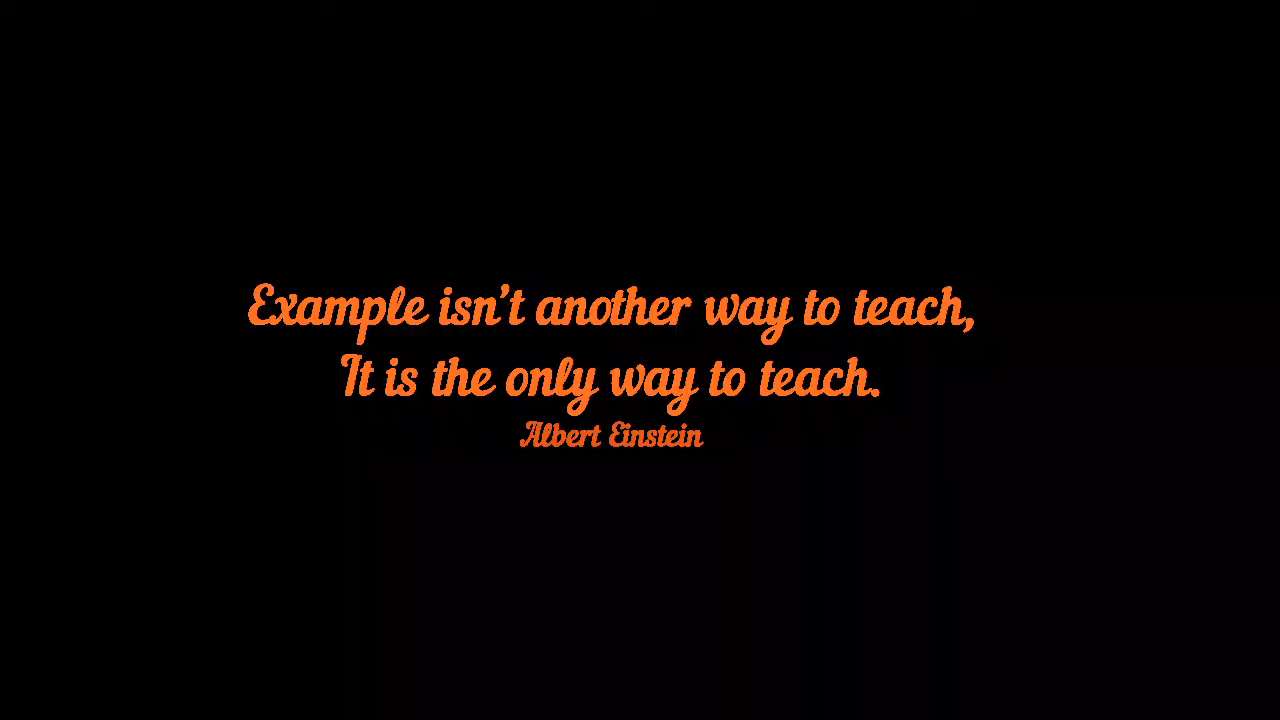 Example isn’t another way to teach,
It is the only way to teach.
Albert Einstein